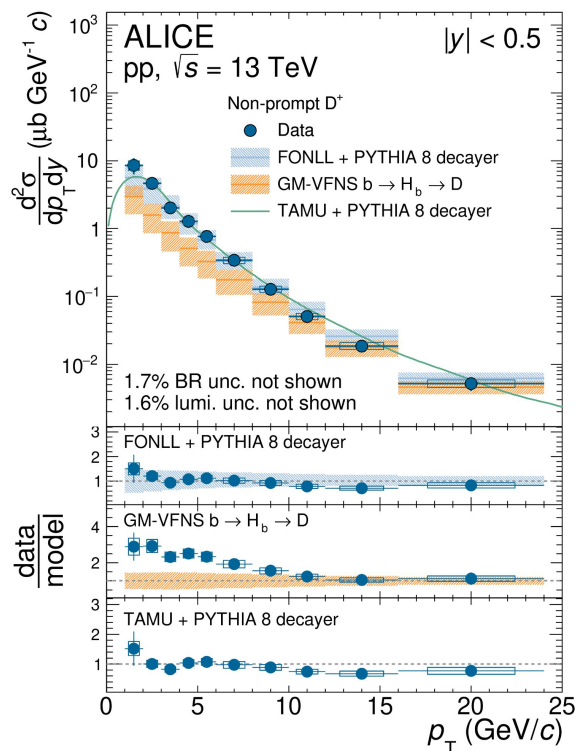 ALICE
|y| < 0.5
pp, √s = 13 TeV
Non-prompt D⁺
Data
FONLL + PYTHIA 8 decayer
GM-VFNS b → H_b → D
TAMU + PYTHIA 8 decayer
d²σ/dp_Tdy (μb GeV⁻¹ c)
10³
10²
10
1
10⁻¹
10⁻²
1.7% BR unc. not shown
1.6% lumi. unc. not shown
data/model
FONLL + PYTHIA 8 decayer
3
2
1
GM-VFNS b → H_b → D
4
2
TAMU + PYTHIA 8 decayer
3
2
1
0 5 10 15 20 25
p_T (GeV/c)